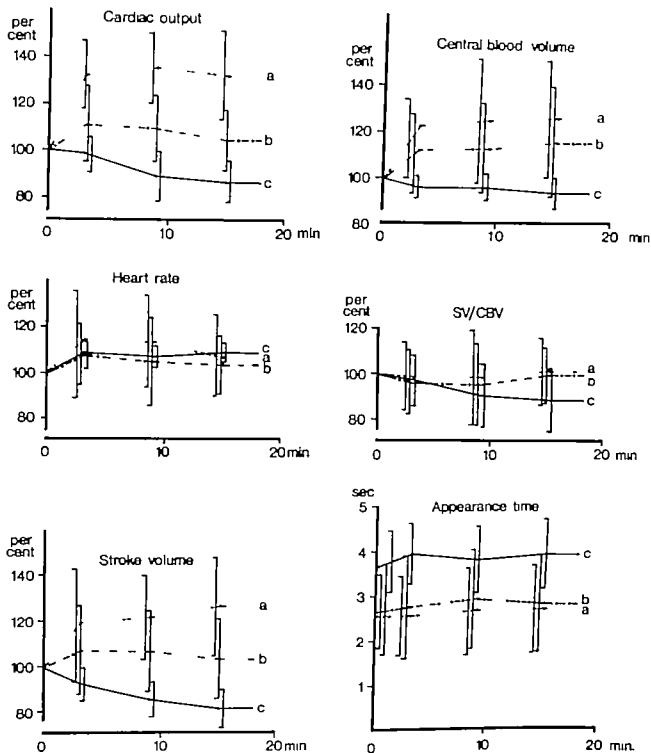 Cardiac output
per
cent
140
120
100
80
a
b
c
0
10
20 min
Central blood volume
per
cent
140
120
100
80
a
b
c
0
10
20 min
Heart rate
per
cent
120
100
80
c
a
b
0
10
20 min
SV/CBV
per
cent
120
100
80
a
b
c
0
10
20 min
Stroke volume
per
cent
140
120
100
80
a
b
c
0
10
20 min
Appearance time
sec
5
4
3
2
1
c
b
a
0
10
20 min.